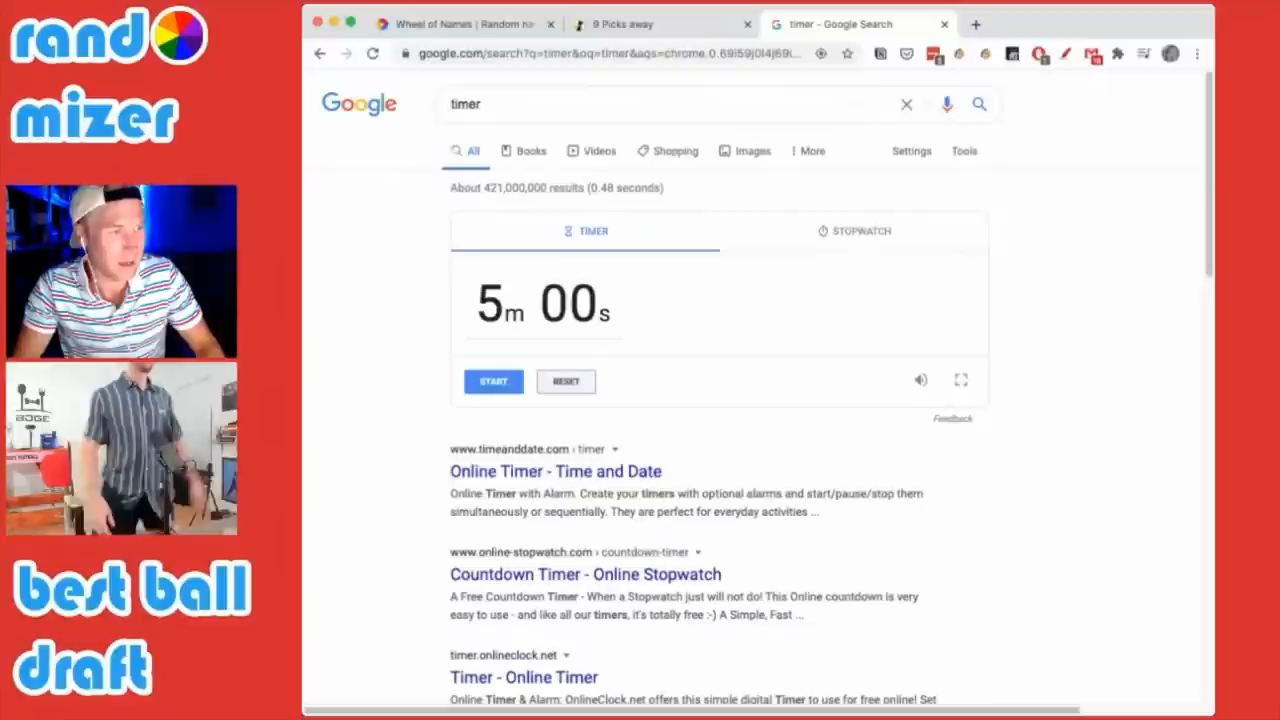 rand
mizer
BDGE
best ball
draft
Wheel of Names | Random na
9 Picks away
timer - Google Search
google.com/search?q=timer&oq=timer&aqs=chrome.0.69i59j0l4j69i...
Google
timer
All
Books
Videos
Shopping
Images
More
Settings
Tools
About 421,000,000 results (0.48 seconds)
TIMER
STOPWATCH
5m 00s
START
RESET
Feedback
www.timeanddate.com › timer
Online Timer - Time and Date
Online Timer with Alarm. Create your timers with optional alarms and start/pause/stop them
simultaneously or sequentially. They are perfect for everyday activities ...
www.online-stopwatch.com › countdown-timer
Countdown Timer - Online Stopwatch
A Free Countdown Timer - When a Stopwatch just will not do! This Online countdown is very
easy to use - and like all our timers, it's totally free :-) A Simple, Fast ...
timer.onlineclock.net
Timer - Online Timer
Online Timer & Alarm: OnlineClock.net offers this simple digital Timer to use for free online! Set